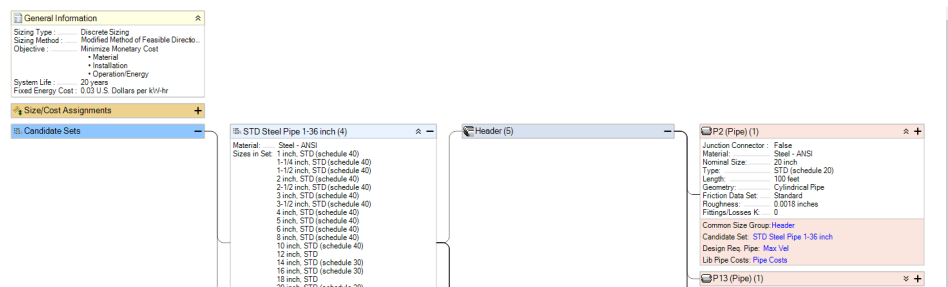 General Information
Sizing Type : Discrete Sizing
Sizing Method : Modified Method of Feasible Directio...
Objective : Minimize Monetary Cost
• Material
• Installation
• Operation/Energy
System Life : 20 years
Fixed Energy Cost : 0.03 U.S. Dollars per kW-hr
Size/Cost Assignments
Candidate Sets
STD Steel Pipe 1-36 inch (4)
Material: Steel - ANSI
Sizes in Set: 1 inch, STD (schedule 40)
1-1/4 inch, STD (schedule 40)
1-1/2 inch, STD (schedule 40)
2 inch, STD (schedule 40)
2-1/2 inch, STD (schedule 40)
3 inch, STD (schedule 40)
3-1/2 inch, STD (schedule 40)
4 inch, STD (schedule 40)
5 inch, STD (schedule 40)
6 inch, STD (schedule 40)
8 inch, STD (schedule 40)
10 inch, STD (schedule 40)
12 inch, STD
14 inch, STD (schedule 30)
16 inch, STD (schedule 30)
18 inch, STD
Header (5)
P2 (Pipe) (1)
Junction Connector : False
Material: Steel - ANSI
Nominal Size: 20 inch
Type: STD (schedule 20)
Length: 100 feet
Geometry: Cylindrical Pipe
Friction Data Set: Standard
Roughness: 0.0018 inches
Fittings/Losses K: 0
Common Size Group: Header
Candidate Set: STD Steel Pipe 1-36 inch
Design Req. Pipe: Max Vel
Lib Pipe Costs: Pipe Costs
P13 (Pipe) (1)